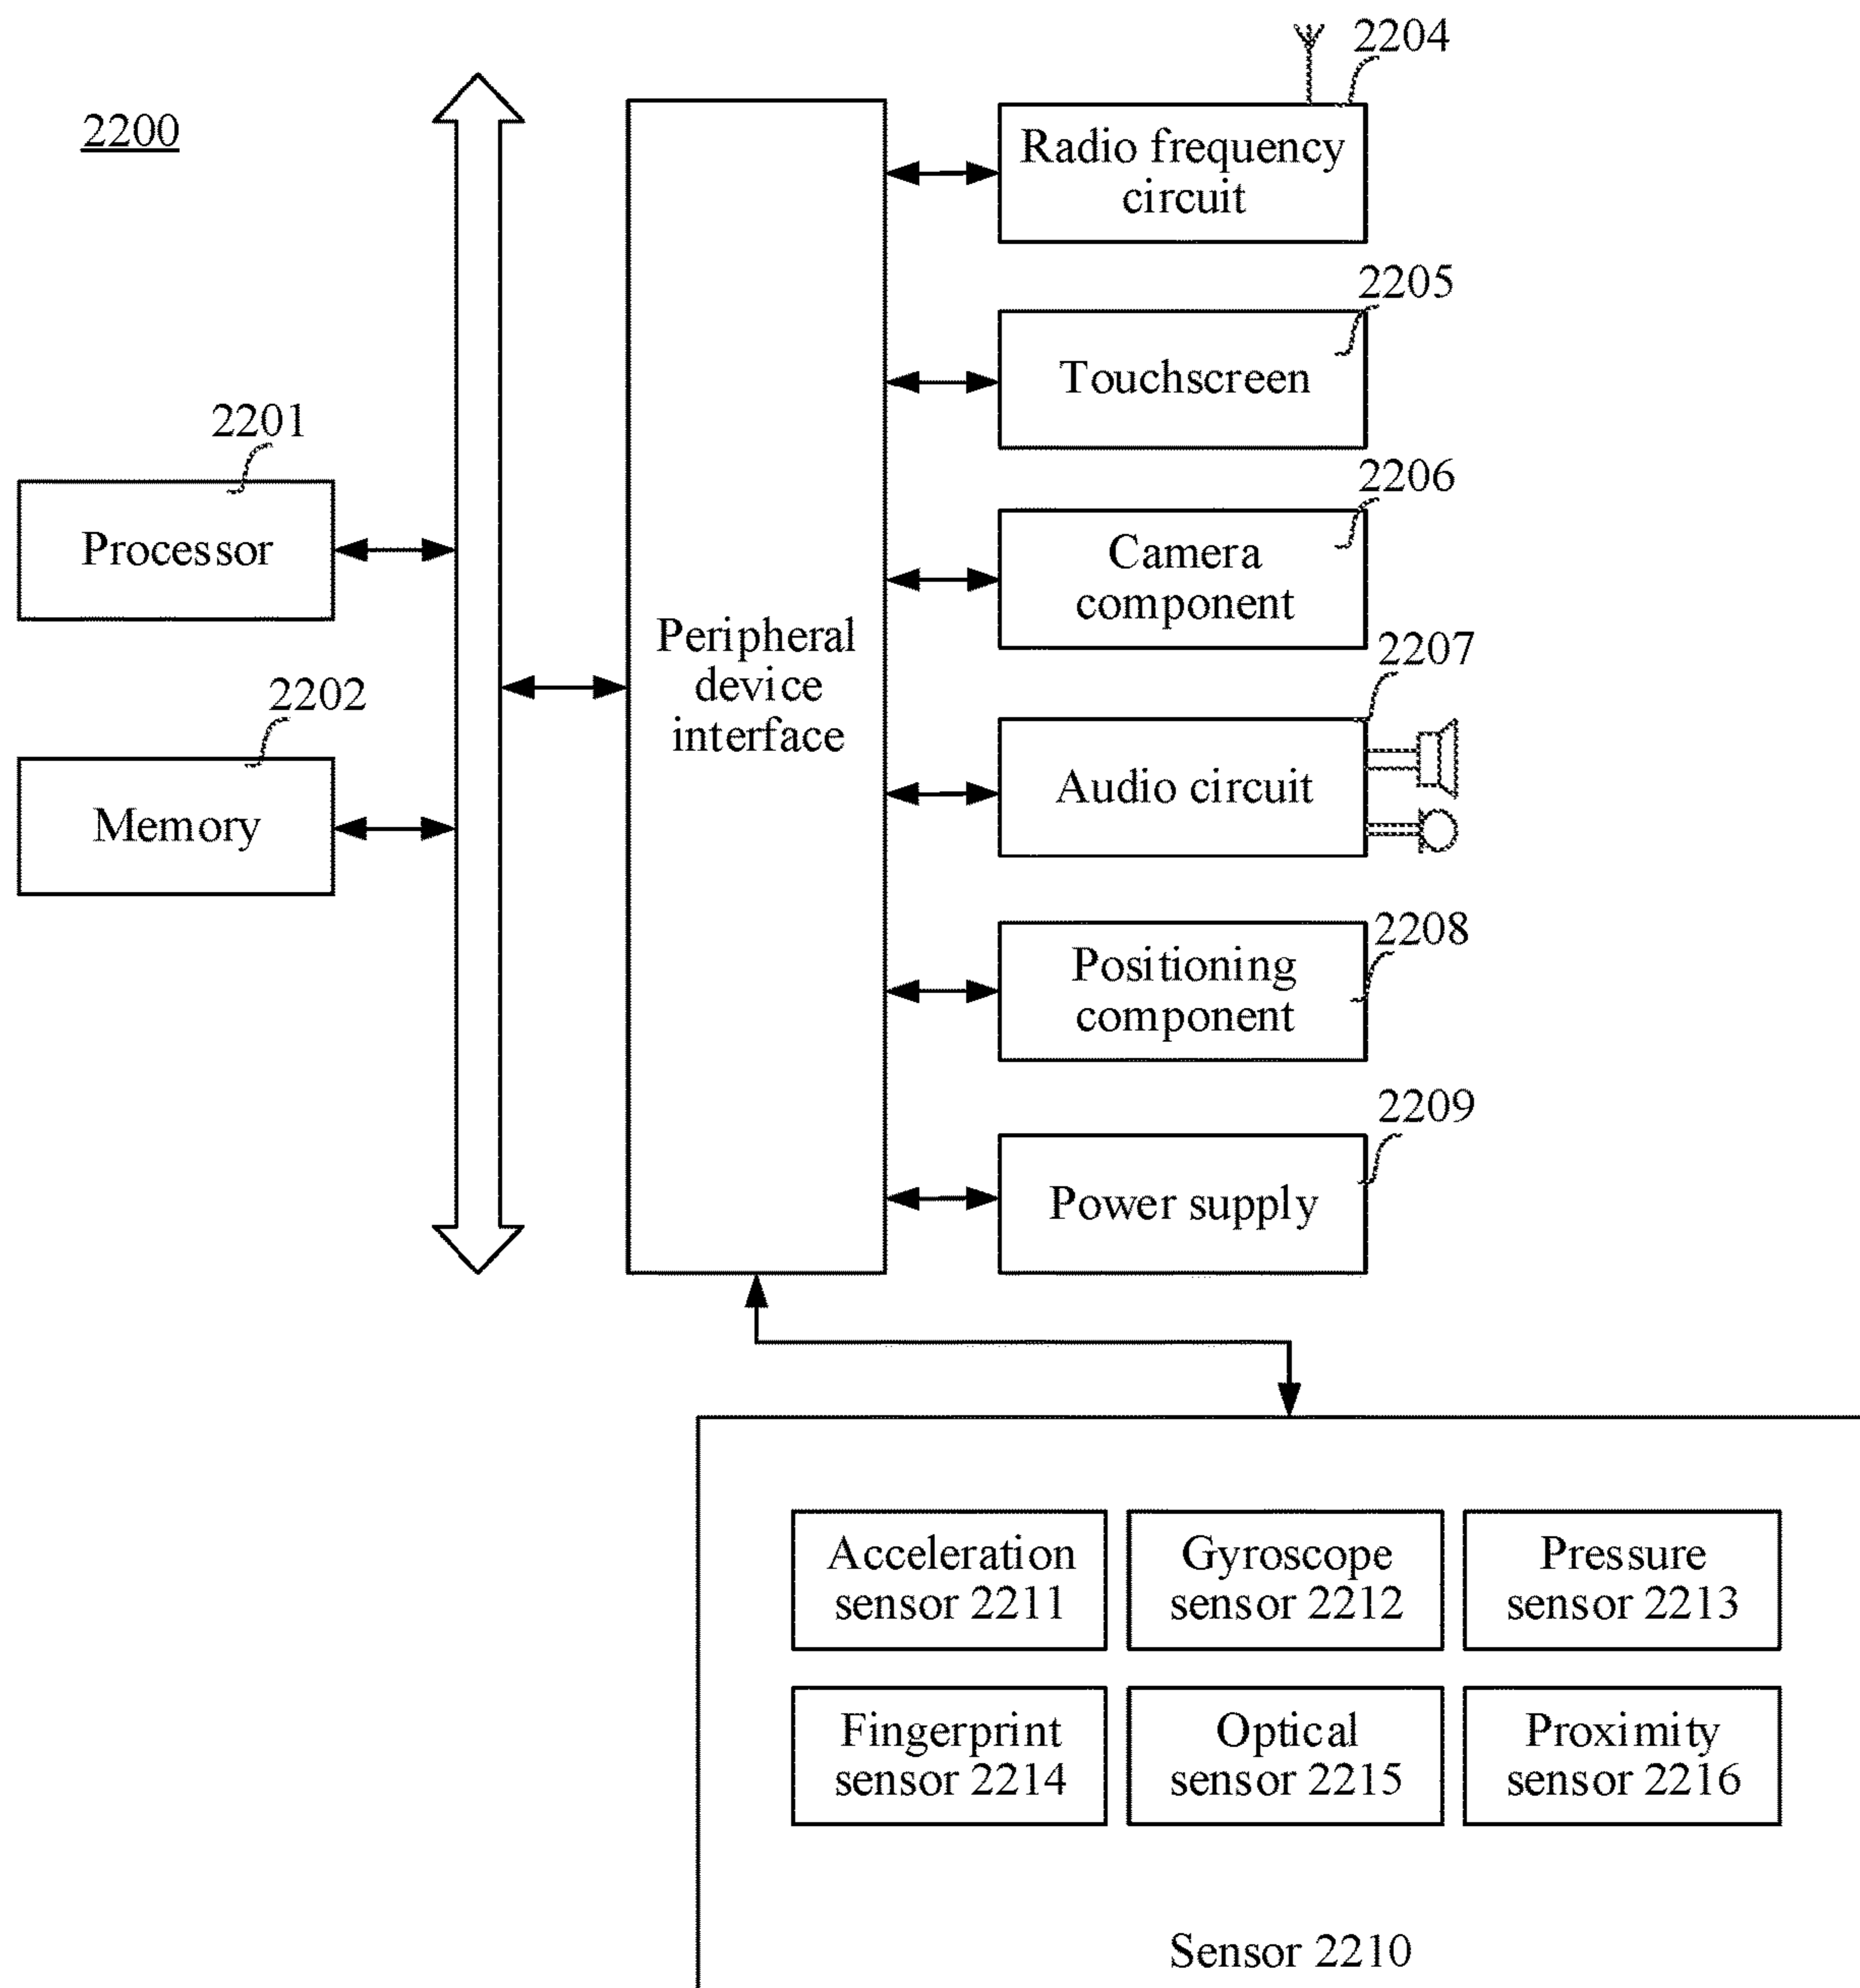 2200
2204
Radio frequency
circuit
2205
Touchscreen
2201
Processor
2206
Camera
component
Peripheral
device
interface
2202
Memory
2207
Audio circuit
2208
Positioning
component
2209
Power supply
Acceleration
sensor 2211
Gyroscope
sensor 2212
Pressure
sensor 2213
Fingerprint
sensor 2214
Optical
sensor 2215
Proximity
sensor 2216
Sensor 2210